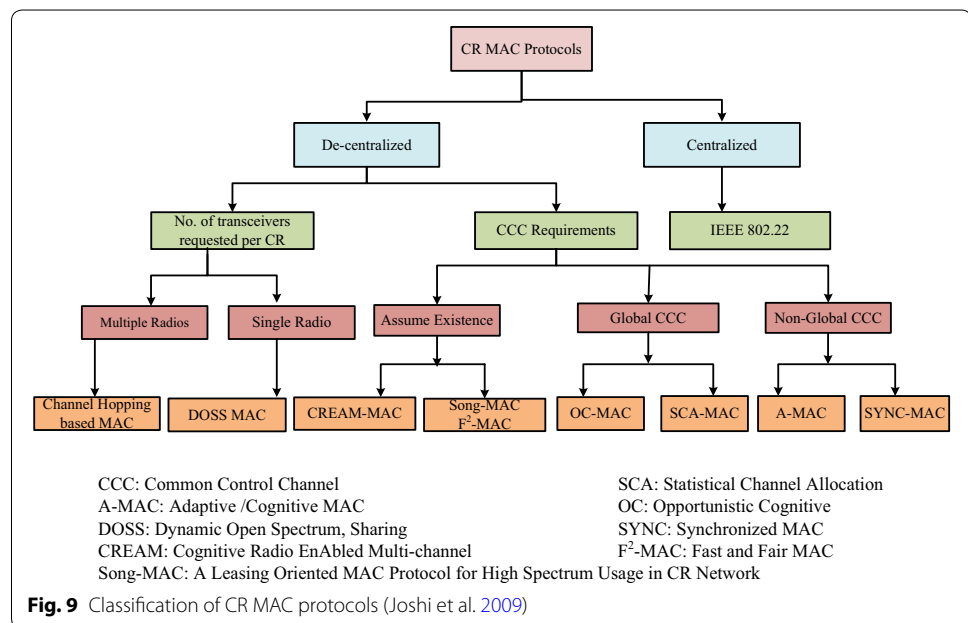 CR MAC Protocols
De-centralized
Centralized
No. of transceivers
requested per CR
CCC Requirements
IEEE 802.22
Multiple Radios
Single Radio
Assume Existence
Global CCC
Non-Global CCC
Channel Hopping
based MAC
DOSS MAC
CREAM-MAC
Song-MAC
F²-MAC
OC-MAC
SCA-MAC
A-MAC
SYNC-MAC
CCC: Common Control Channel
A-MAC: Adaptive /Cognitive MAC
DOSS: Dynamic Open Spectrum, Sharing
CREAM: Cognitive Radio EnAbled Multi-channel
Song-MAC: A Leasing Oriented MAC Protocol for High Spectrum Usage in CR Network
SCA: Statistical Channel Allocation
OC: Opportunistic Cognitive
SYNC: Synchronized MAC
F²-MAC: Fast and Fair MAC
Fig. 9 Classification of CR MAC protocols (Joshi et al. 2009)